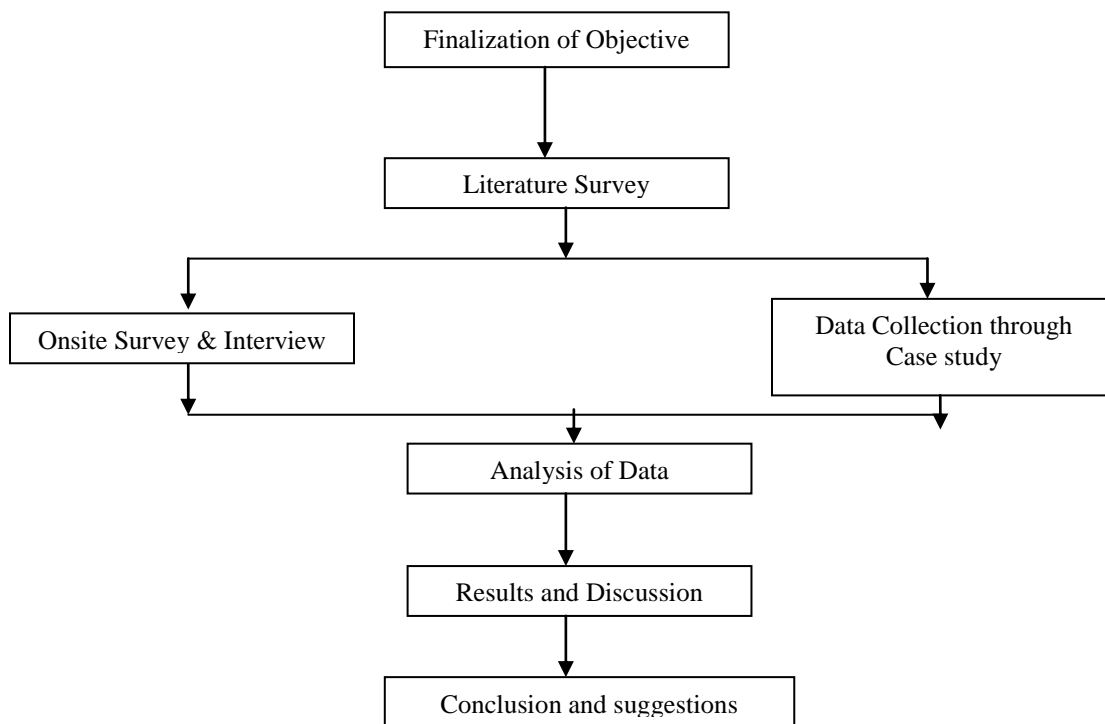 Finalization of Objective
Literature Survey
Onsite Survey & Interview
Data Collection through
Case study
Analysis of Data
Results and Discussion
Conclusion and suggestions